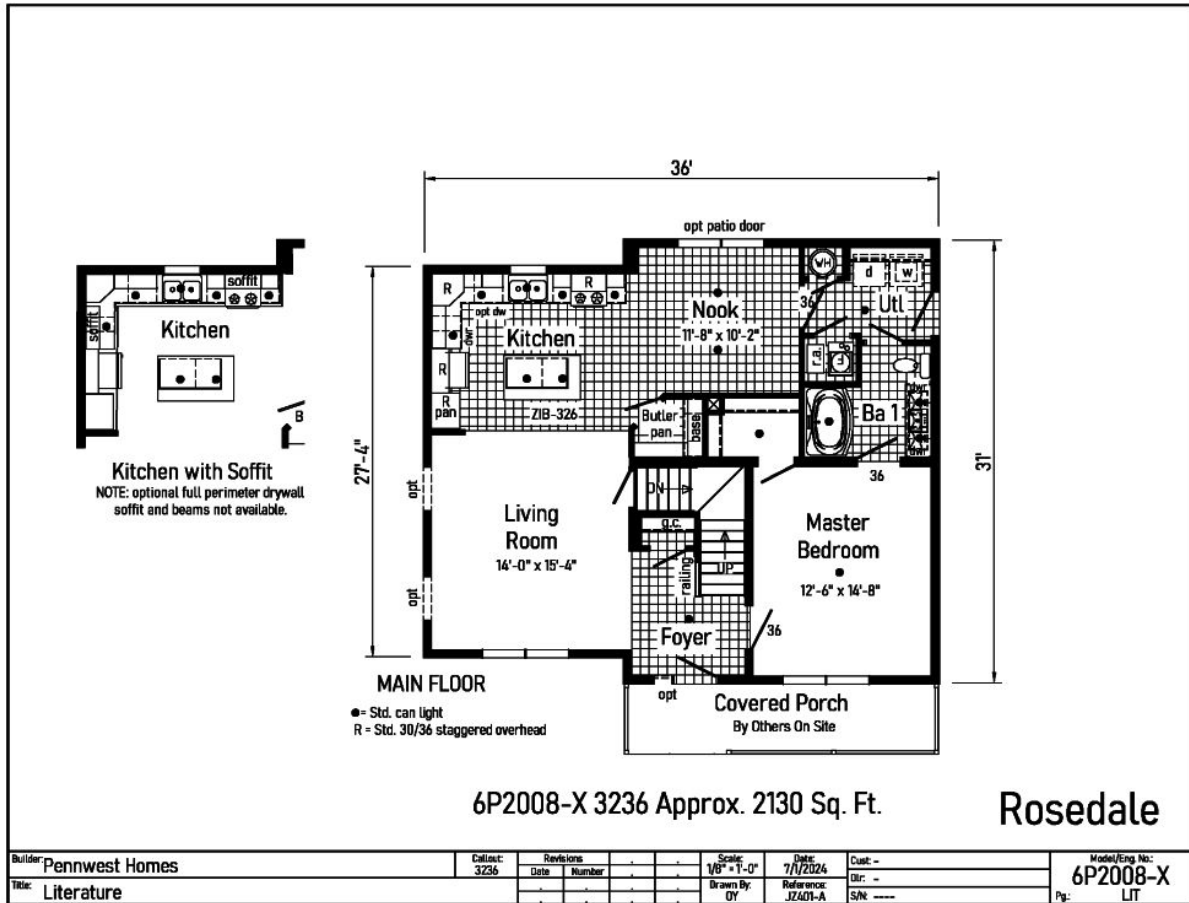 36'
opt patio door
WH
d
w
Utl
36
Nook
11'-8" x 10'-2"
R
R
opt dw
dwr
Kitchen
R
R
pan
ZIB-326
Butler
pan
base
r.a.
dwr
Ba 1
dwr
36
27'-4"
31'
opt
opt
Living
Room
14'-0" x 15'-4"
DN
g.c.
railing
UP
Foyer
36
Master
Bedroom
12'-6" x 14'-8"
opt
Covered Porch
By Others On Site
soffit
soffit
Kitchen
B
Kitchen with Soffit
NOTE: optional full perimeter drywall
soffit and beams not available.
MAIN FLOOR
●= Std. can light
R = Std. 30/36 staggered overhead
6P2008-X 3236 Approx. 2130 Sq. Ft.
Rosedale
Builder: Pennwest Homes
Title: Literature
Callout:
3236
Revisions
Date Number
Scale:
1/8" = 1'-0"
Drawn By:
OY
Date:
7/1/2024
Reference:
JZ401-A
Cust: -
Dlr: -
S/N: ----
Model/Eng. No.:
6P2008-X
Pg.: LIT